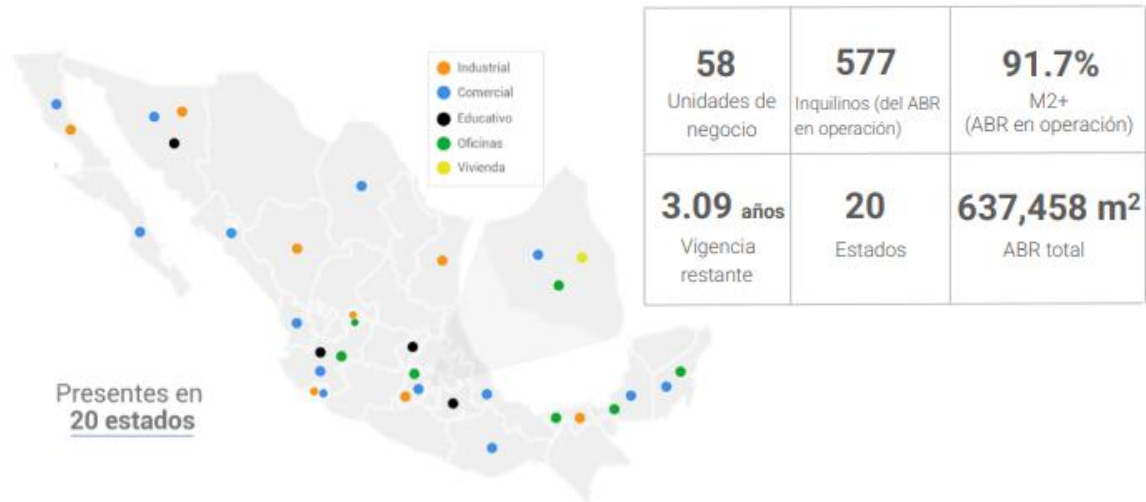 Industrial
Comercial
Educativo
Oficinas
Vivienda
Presentes en
20 estados
58
Unidades de
negocio
577
Inquilinos (del ABR
en operación)
91.7%
M2+
(ABR en operación)
3.09 años
Vigencia
restante
20
Estados
637,458 m²
ABR total